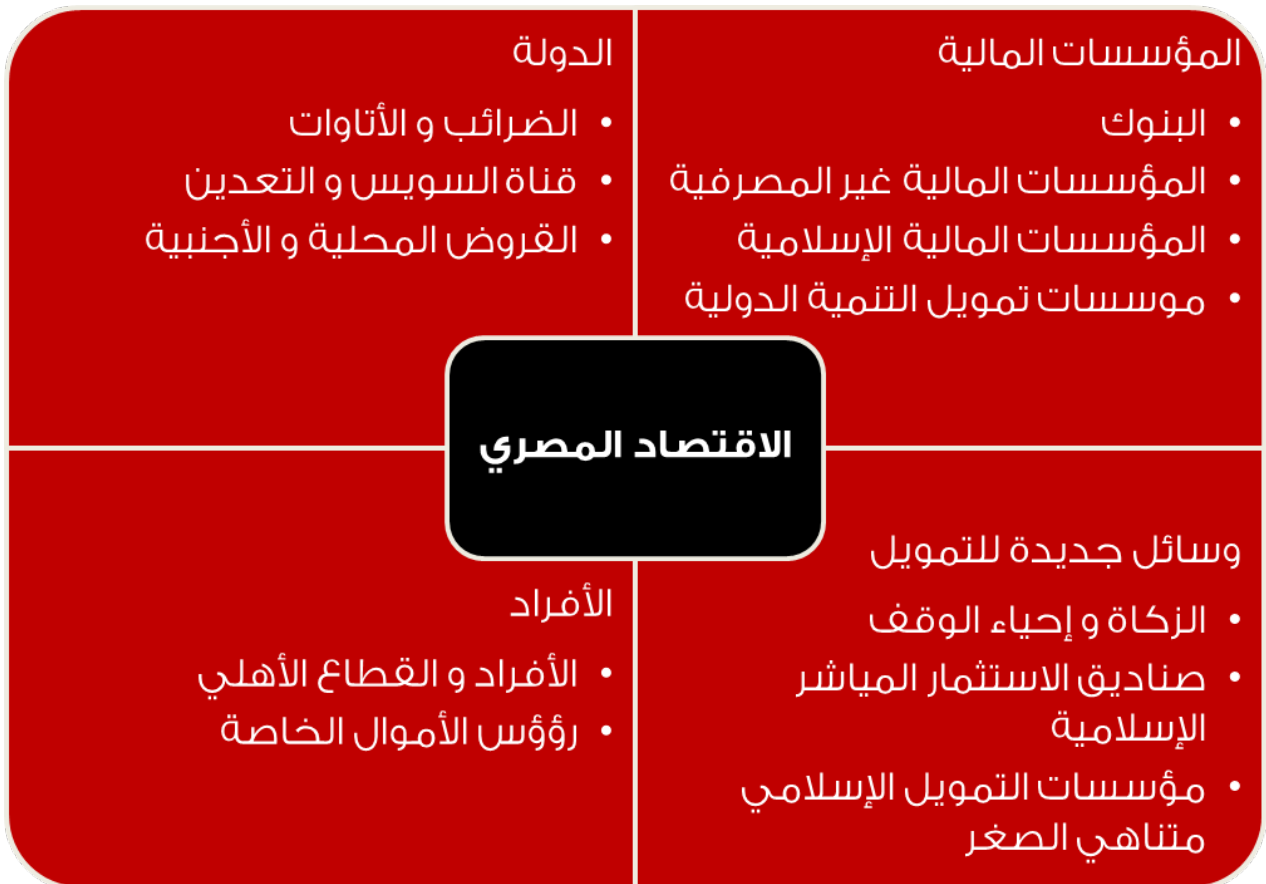 المؤسسات المالية
• البنوك
• المؤسسات المالية غير المصرفية
• المؤسسات المالية الإسلامية
• موسسات تمويل التنمية الدولية
الدولة
• الضرائب و الأتاوات
• قناة السويس و التعدين
• القروض المحلية و الأجنبية
الاقتصاد المصري
وسائل جديدة للتمويل
• الزكاة و إحياء الوقف
• صناديق الاستثمار المياشر
الإسلامية
• مؤسسات التمويل الإسلامي
متناهي الصغر
الأفراد
• الأفراد و القطاع الأهلي
• رؤؤس الأموال الخاصة